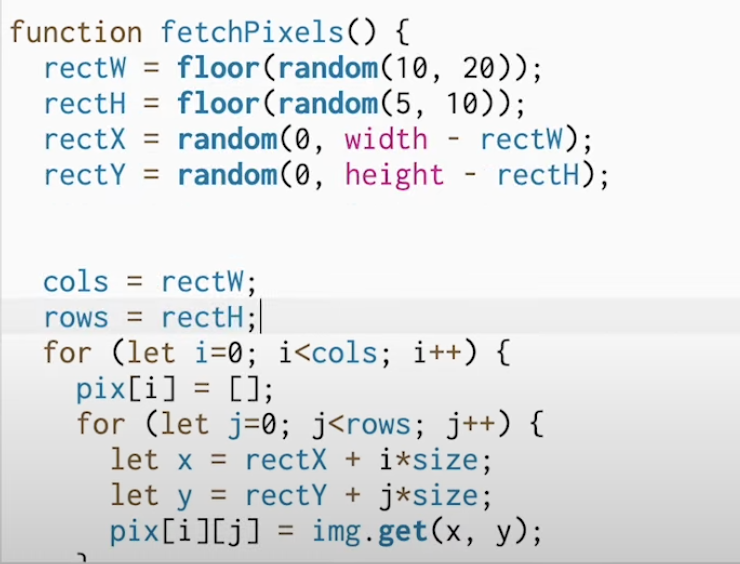 function fetchPixels() {
rectW = floor(random(10, 20));
rectH = floor(random(5, 10));
rectX = random(0, width - rectW);
rectY = random(0, height - rectH);
cols = rectW;
rows = rectH;
for (let i=0; i<cols; i++) {
pix[i] = [];
for (let j=0; j<rows; j++) {
let x = rectX + i*size;
let y = rectY + j*size;
pix[i][j] = img.get(x, y);
}